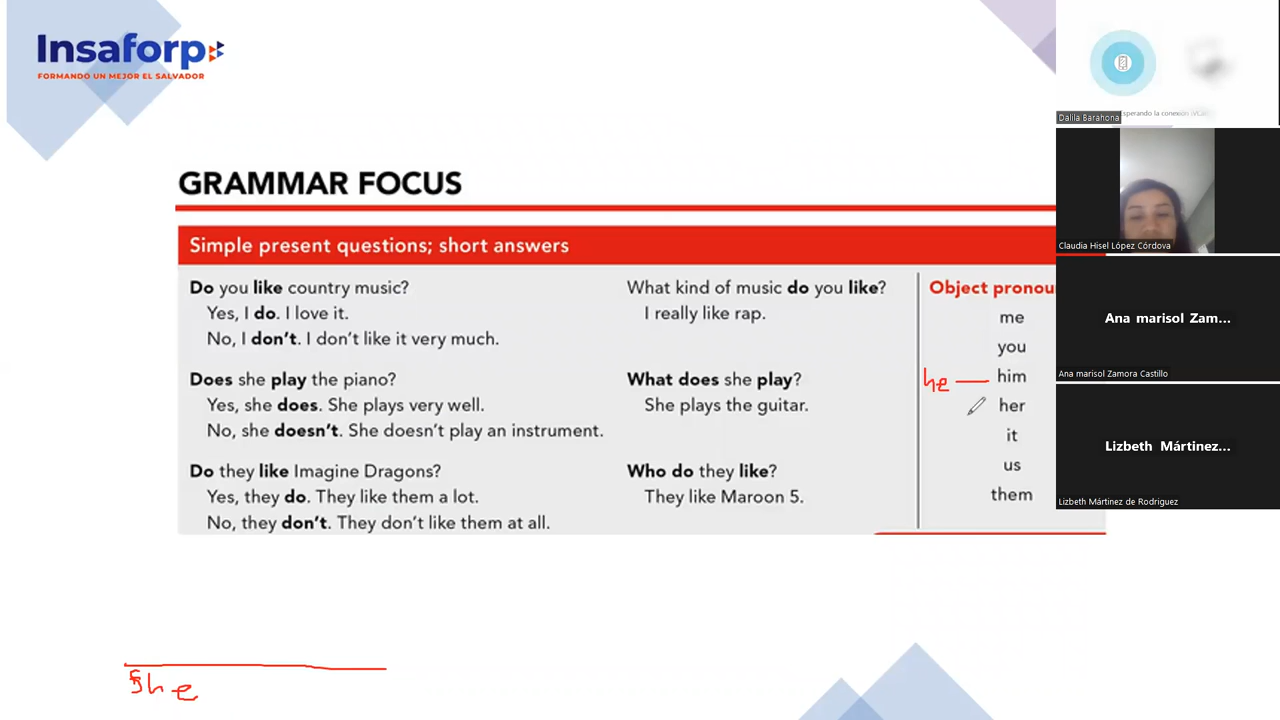 Insaforp
FORMANDO UN MEJOR EL SALVADOR
GRAMMAR FOCUS
Simple present questions; short answers
Do you like country music?
Yes, I do. I love it.
No, I don't. I don't like it very much.
Does she play the piano?
Yes, she does. She plays very well.
No, she doesn't. She doesn't play an instrument.
Do they like Imagine Dragons?
Yes, they do. They like them a lot.
No, they don't. They don't like them at all.
What kind of music do you like?
I really like rap.
What does she play?
She plays the guitar.
Who do they like?
They like Maroon 5.
Object pronou
me
you
he him
her
it
us
them
She
sperando la conexión
Dalila Barahona
Claudia Hisel López Córdova
Ana marisol Zam...
Ana marisol Zamora Castillo
Lizbeth Mártinez...
Lizbeth Mártinez de Rodriguez